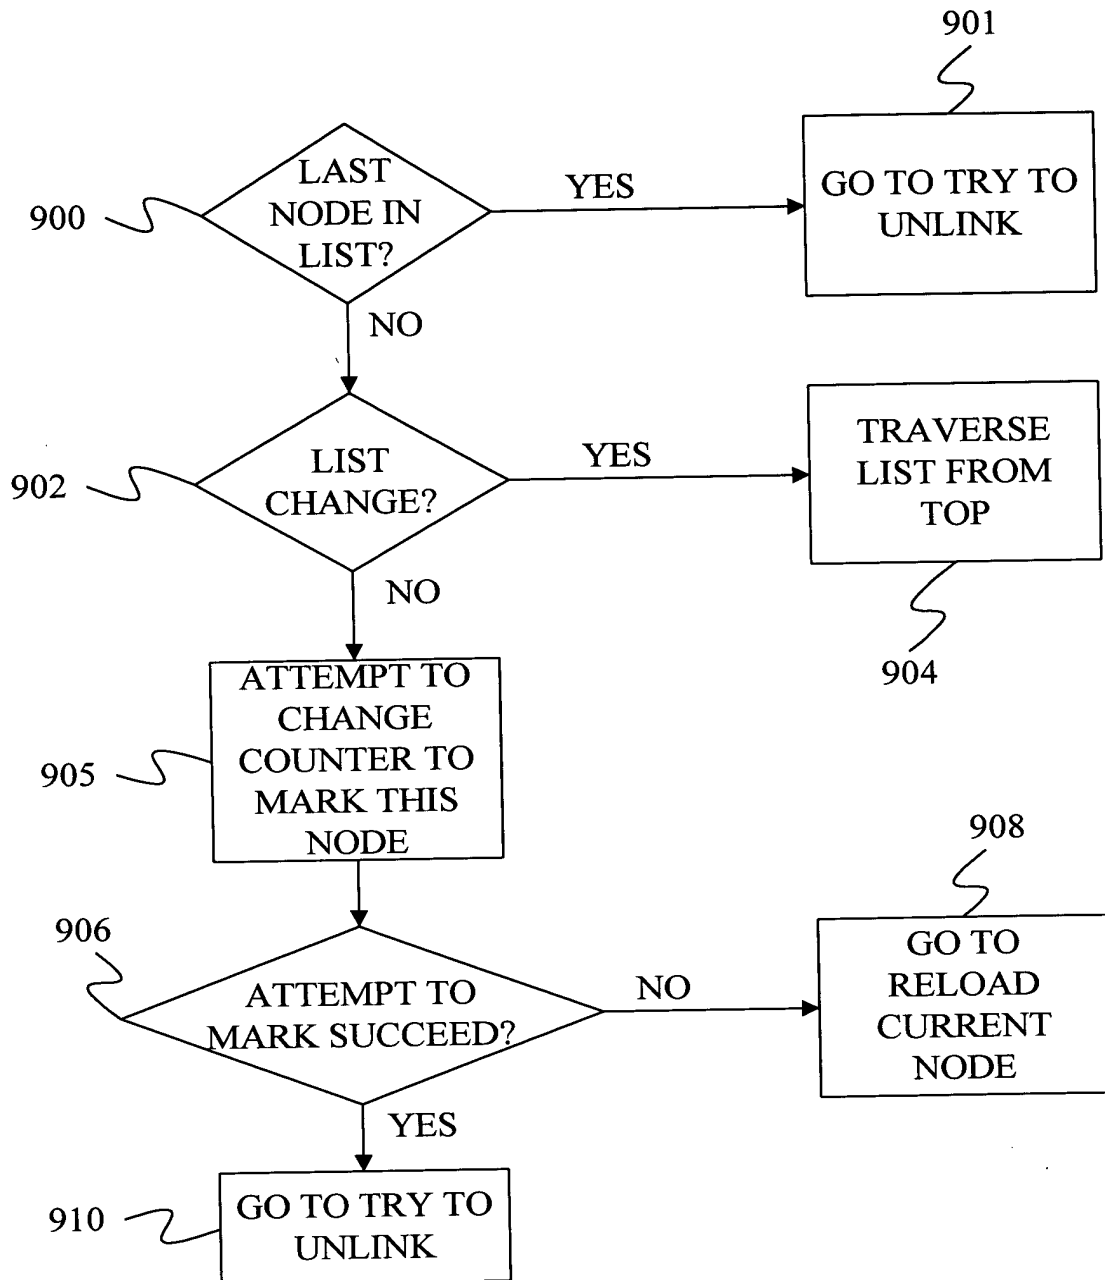 901
LAST
NODE IN
LIST?
900
YES
GO TO TRY TO
UNLINK
NO
LIST
CHANGE?
902
YES
TRAVERSE
LIST FROM
TOP
904
NO
ATTEMPT TO
CHANGE
COUNTER TO
MARK THIS
NODE
905
908
906
ATTEMPT TO
MARK SUCCEED?
NO
GO TO
RELOAD
CURRENT
NODE
YES
GO TO TRY TO
UNLINK
910